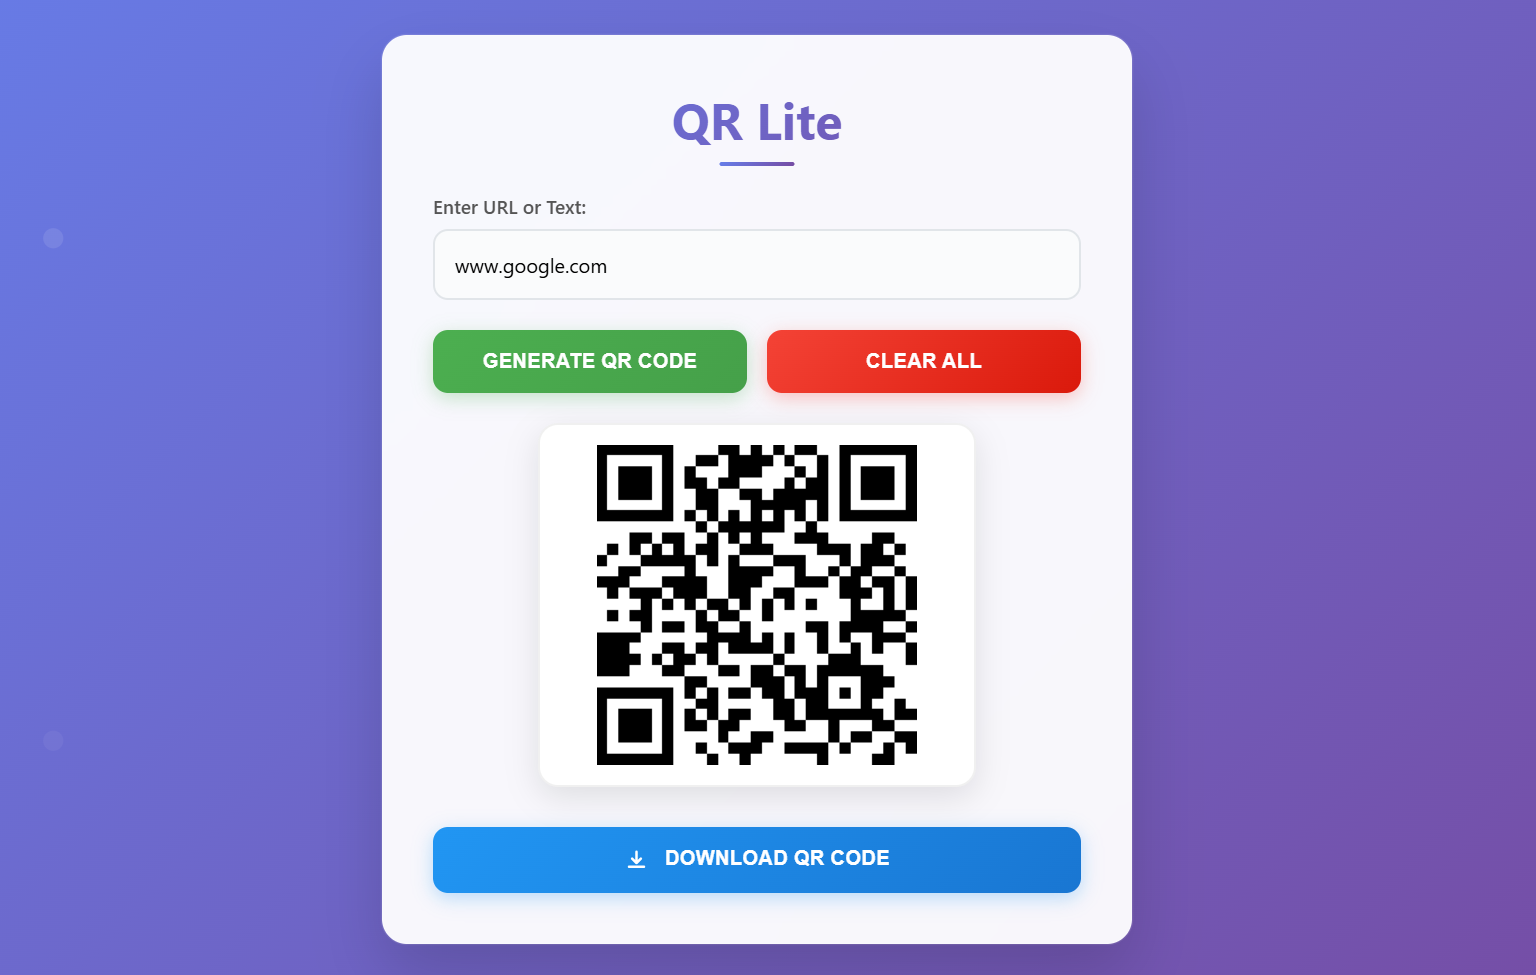 QR Lite
Enter URL or Text:
www.google.com
GENERATE QR CODE
CLEAR ALL
DOWNLOAD QR CODE